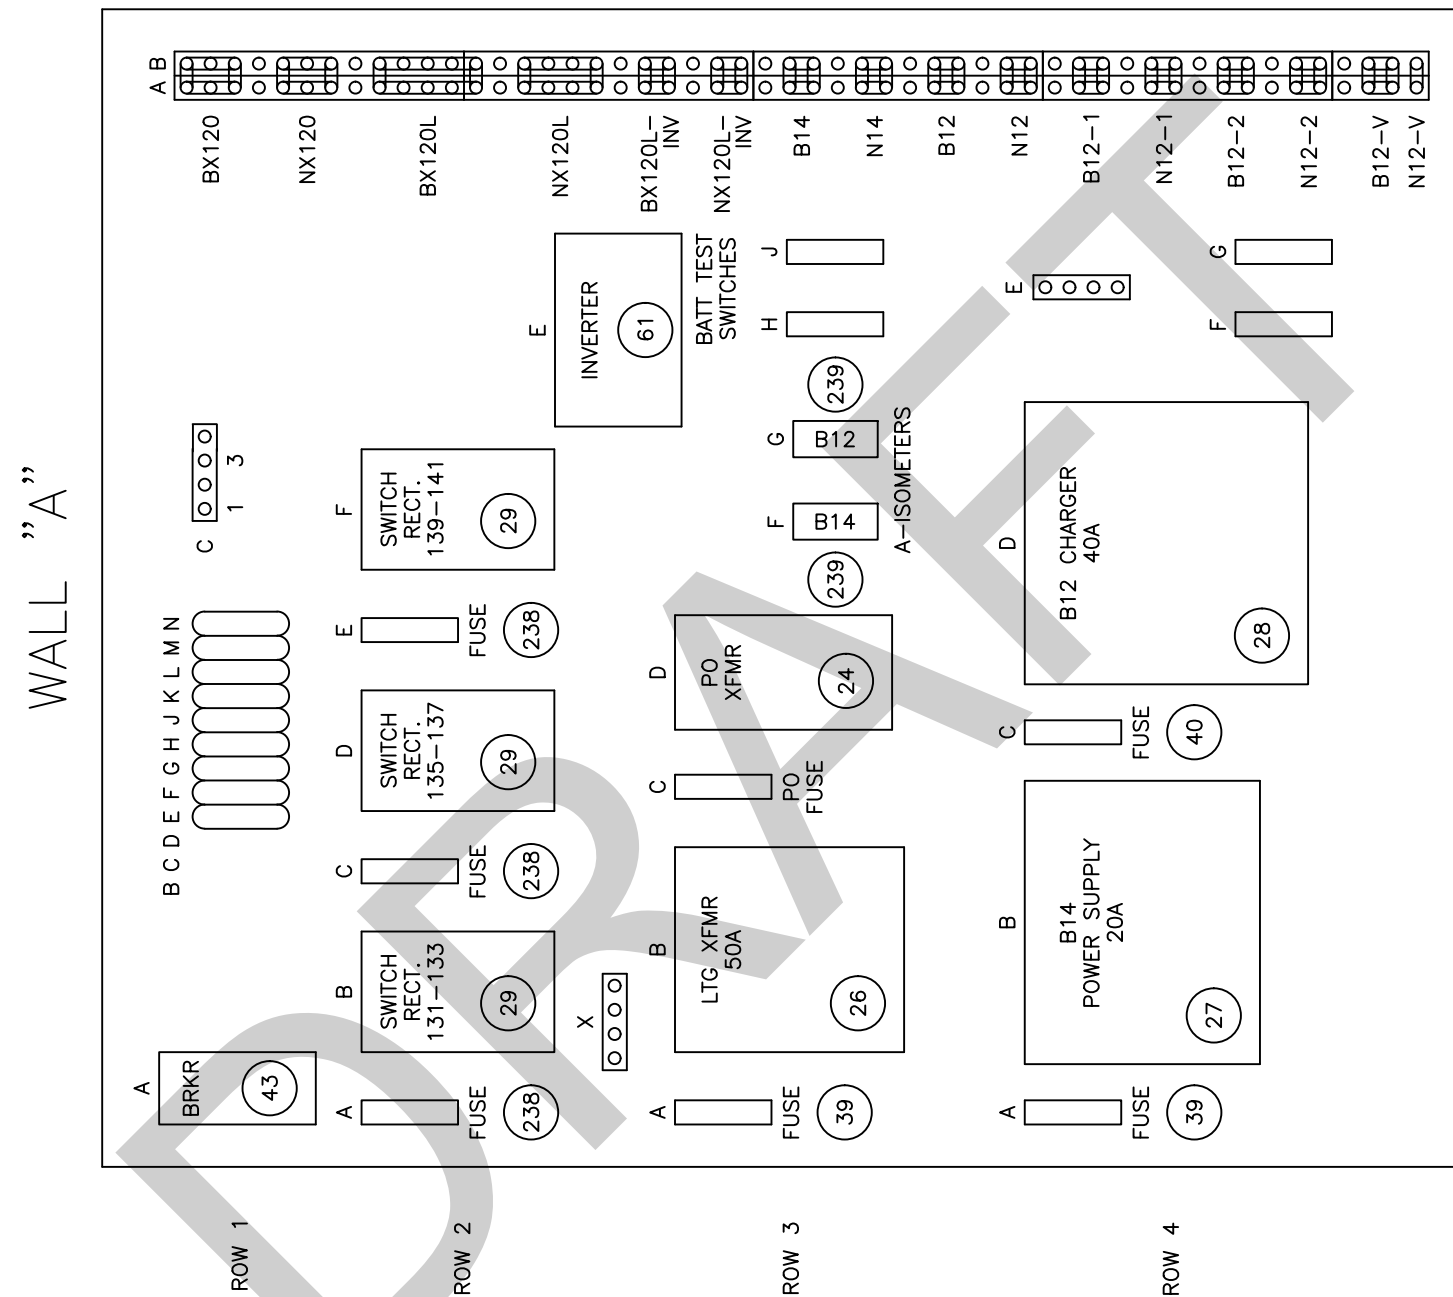 WALL "A"
B
A
BX120
NX120
BX120L
NX120L
BX120L-
INV
NX120L-
INV
B14
N14
B12
N12
B12-1
N12-1
B12-2
N12-2
B12-V
N12-V
ROW 1
A
BRKR
43
B C D E F G H J K L M N
C
1 3
ROW 2
A
FUSE
238
B
SWITCH
RECT.
131-133
29
C
FUSE
238
D
SWITCH
RECT.
135-137
29
E
FUSE
238
F
SWITCH
RECT.
139-141
29
X
E
INVERTER
61
BATT TEST
SWITCHES
ROW 3
A
FUSE
39
B
LTG XFMR
50A
26
C
PO
FUSE
D
PO
XFMR
24
239
F
B14
G
B12
A-ISOMETERS
239
H
J
ROW 4
A
FUSE
39
B
B14
POWER SUPPLY
20A
27
C
FUSE
40
D
B12 CHARGER
40A
28
E
F
G
DRAFT